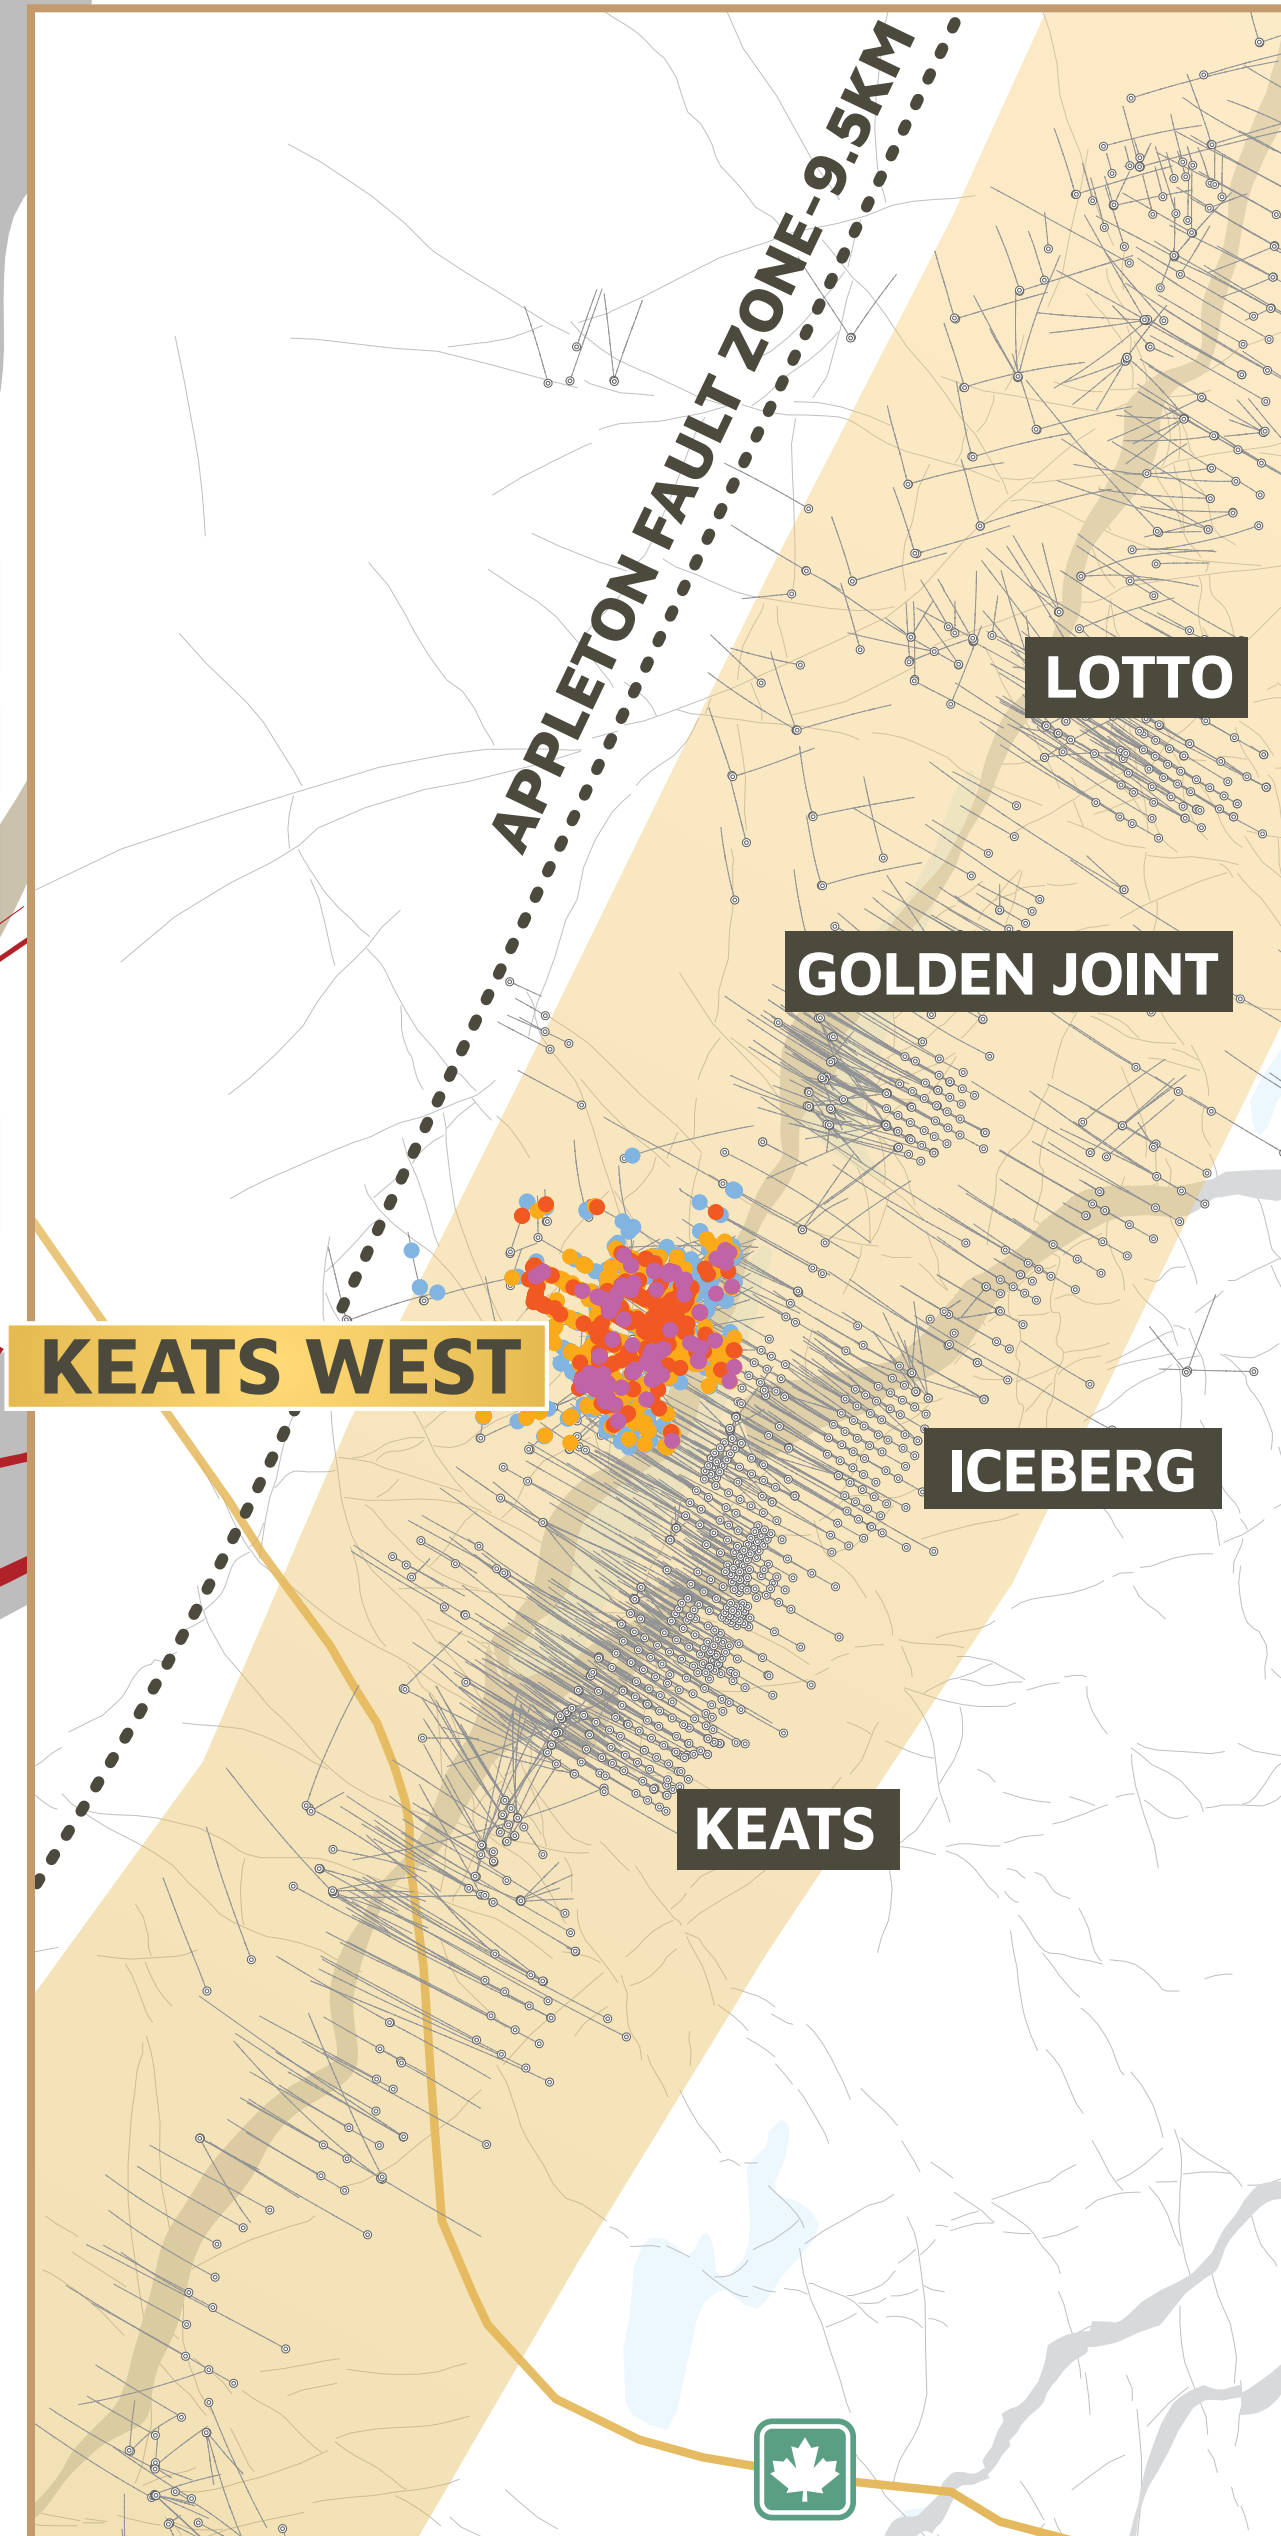 APPLETON FAULT ZONE-9.5KM
LOTTO
GOLDEN JOINT
KEATS WEST
ICEBERG
KEATS